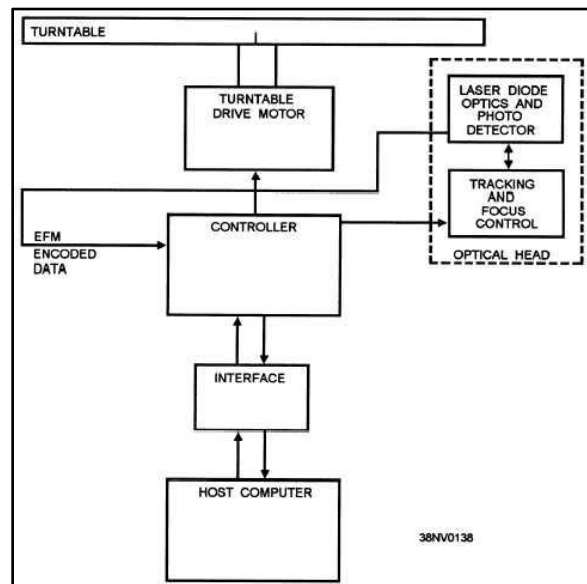 TURNTABLE
TURNTABLE
DRIVE MOTOR
LASER DIODE
OPTICS AND
PHOTO
DETECTOR
TRACKING
AND
FOCUS
CONTROL
OPTICAL HEAD
CONTROLLER
EFM
ENCODED
DATA
INTERFACE
HOST COMPUTER
38NV0138